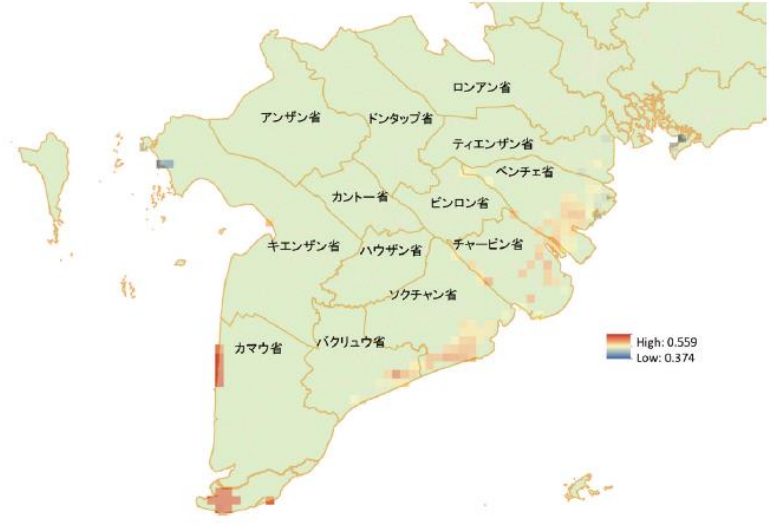 ロンアン省
アンザン省
ドンタップ省
ティエンザン省
ベンチェ省
カントー省
ビンロン省
キエンザン省
ハウザン省
チャービン省
ソクチャン省
カマウ省
バクリュウ省
High: 0.559
Low: 0.374